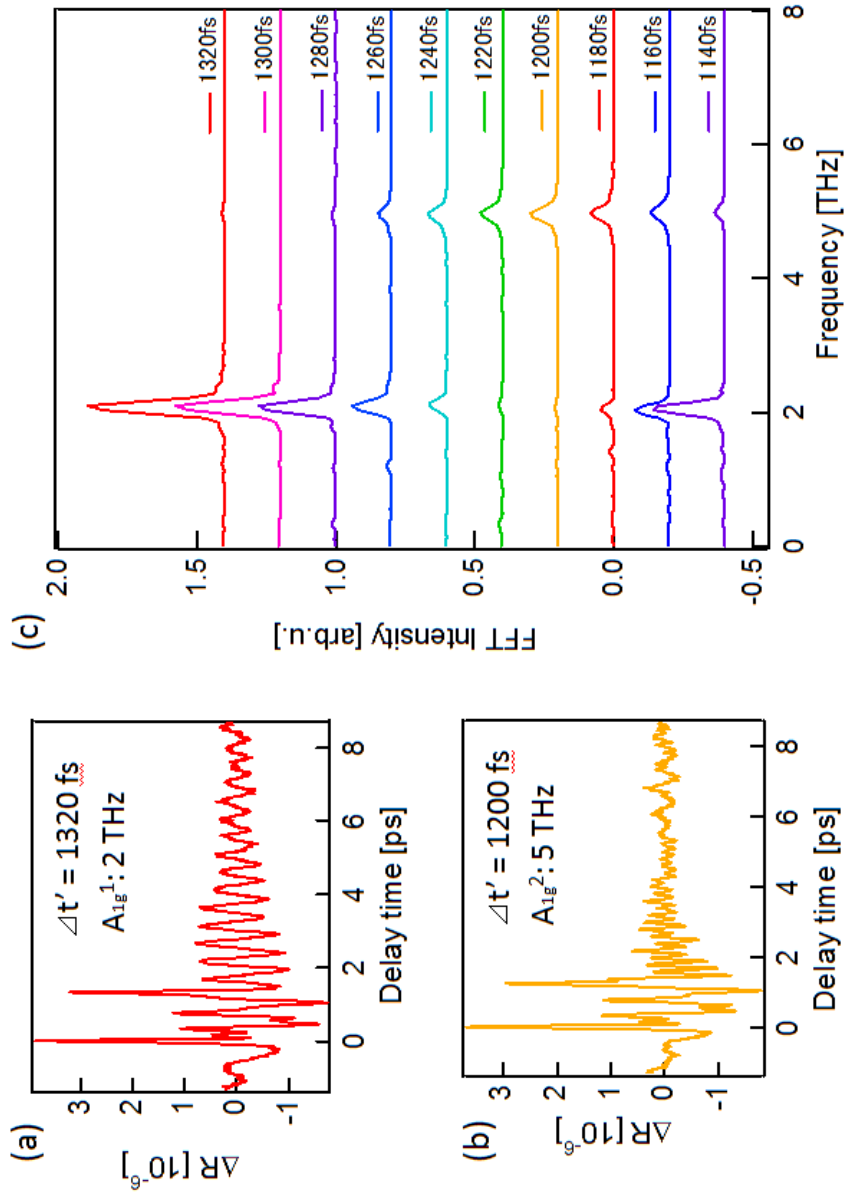 (a)
3
2
1
0
-1
ΔR [10⁻⁶]
⊿t' = 1320 fs
A₁g¹: 2 THz
0
2
4
6
8
Delay time [ps]
(b)
3
2
1
0
-1
ΔR [10⁻⁶]
⊿t' = 1200 fs
A₁g²: 5 THz
0
2
4
6
8
Delay time [ps]
(c)
2.0
1.5
1.0
0.5
0.0
-0.5
FFT Intensity [arb.u.]
1320fs
1300fs
1280fs
1260fs
1240fs
1220fs
1200fs
1180fs
1160fs
1140fs
0
2
4
6
8
Frequency [THz]